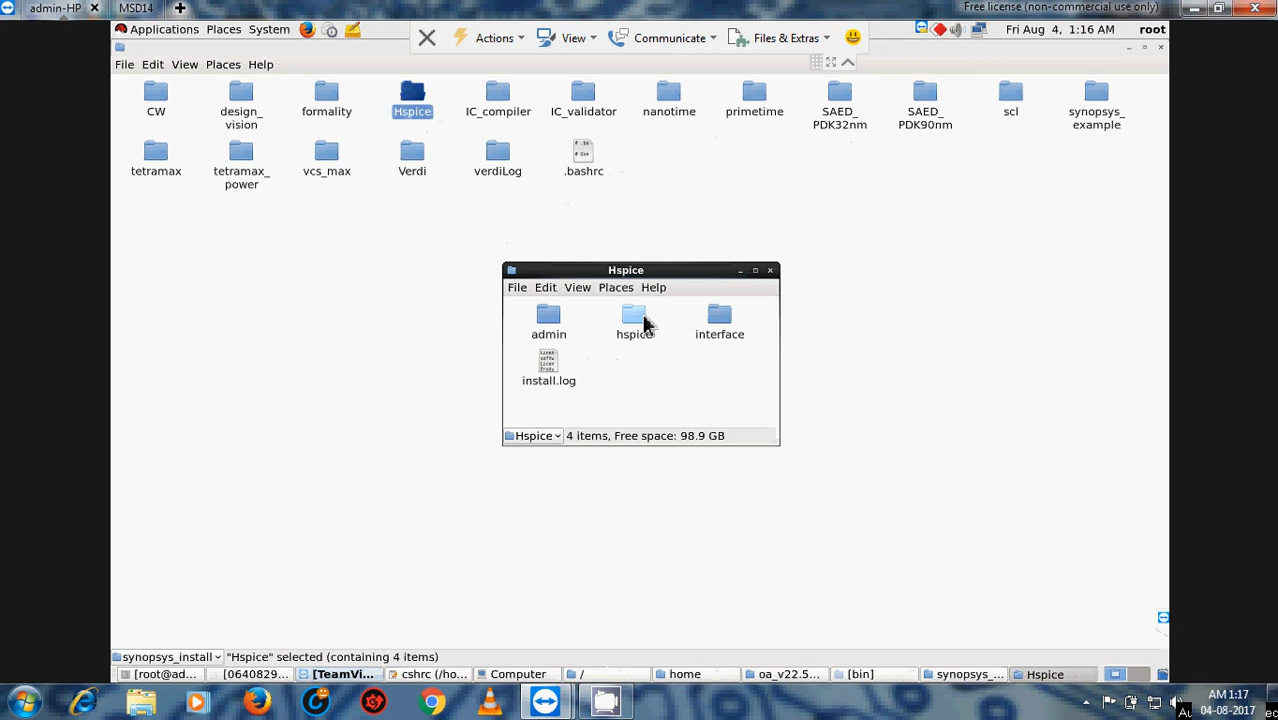 admin-HP
MSD14
Free license (non-commercial use only)
Applications Places System
Fri Aug 4, 1:16 AM root
Actions View Communicate Files & Extras
File Edit View Places Help
CW
design_
vision
formality
Hspice
IC_compiler
IC_validator
nanotime
primetime
SAED_
PDK32nm
SAED_
PDK90nm
scl
synopsys_
example
tetramax
tetramax_
power
vcs_max
Verdi
verdiLog
.bashrc
Hspice
File Edit View Places Help
admin
hspice
interface
install.log
Hspice 4 items, Free space: 98.9 GB
synopsys_install "Hspice" selected (containing 4 items)
[root@ad... [0640829... [TeamVi... cshrc (/ho... Computer / home oa_v22.5... [bin] synopsys_... Hspice
AM 1:17
04-08-2017